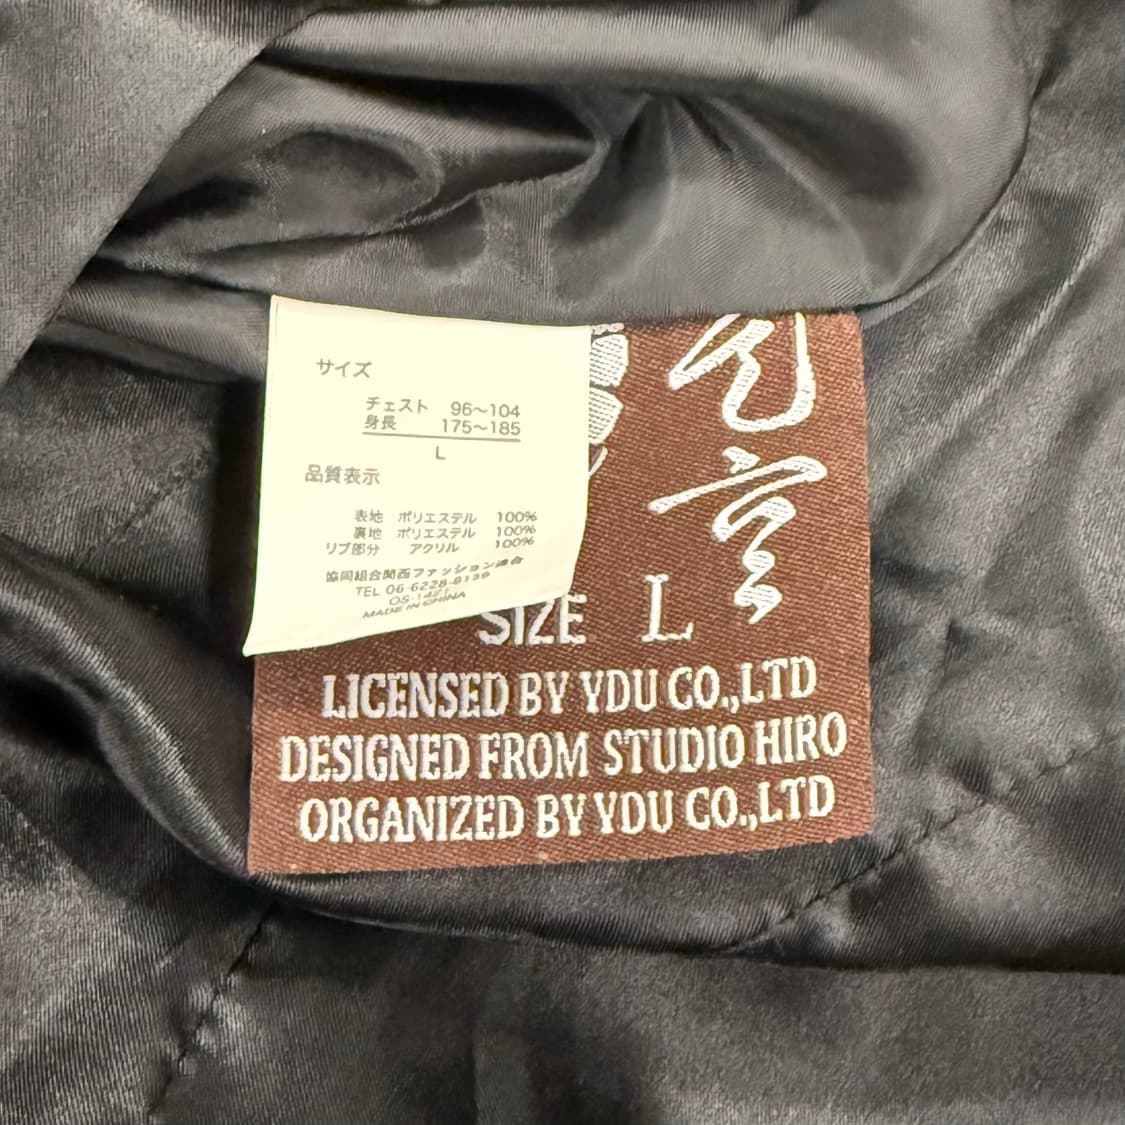 サイズ
チェスト 96~104
身長 175~185
L
品質表示
表地 ポリエステル 100%
裏地 ポリエステル 100%
リブ部分 アクリル 100%
協同組合関西ファッション連合
TEL 06-6228-8199
MADE IN CHINA
SIZE L
LICENSED BY YDU CO.,LTD
DESIGNED FROM STUDIO HIRO
ORGANIZED BY YDU CO.,LTD